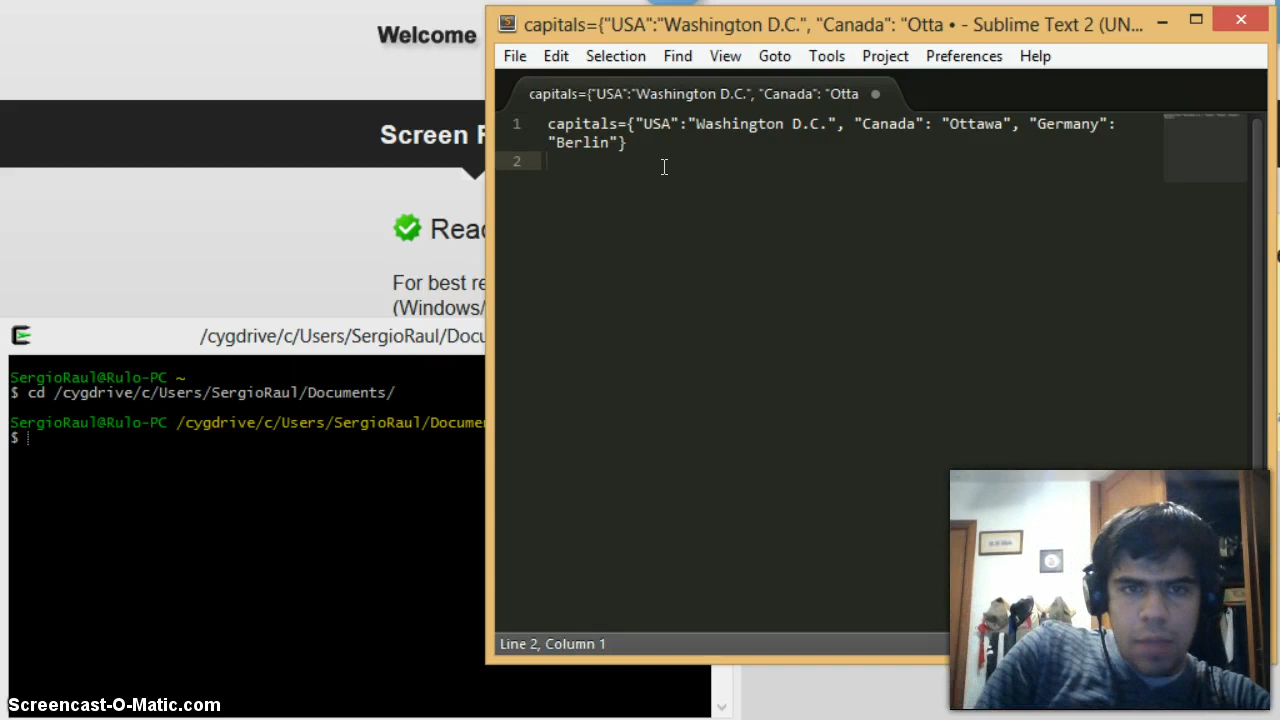 Welcome
Screen
For best re
(Windows/
/cygdrive/c/Users/SergioRaul/Docu
SergioRaul@Rulo-PC ~
$ cd /cygdrive/c/Users/SergioRaul/Documents/
SergioRaul@Rulo-PC /cygdrive/c/Users/SergioRaul/Documen
$
capitals={"USA":"Washington D.C.", "Canada": "Otta • - Sublime Text 2 (UN...
File Edit Selection Find View Goto Tools Project Preferences Help
capitals={"USA":"Washington D.C.", "Canada": "Otta
1 capitals={"USA":"Washington D.C.", "Canada": "Ottawa", "Germany":
"Berlin"}
2
Line 2, Column 1
Screencast-O-Matic.com